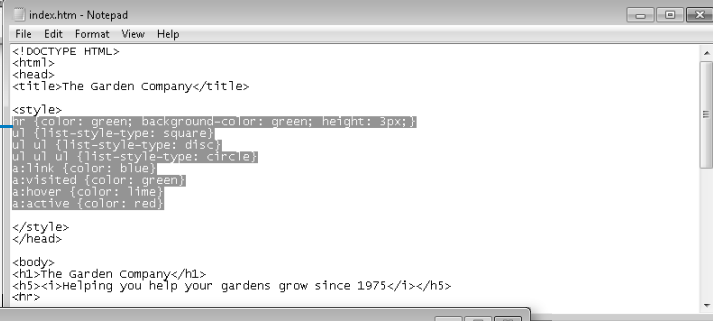 index.htm - Notepad
File Edit Format View Help
<!DOCTYPE HTML>
<html>
<head>
<title>The Garden Company</title>
<style>
hr {color: green; background-color: green; height: 3px;}
ul {list-style-type: square}
ul ul {list-style-type: disc}
ul ul ul {list-style-type: circle}
a:link {color: blue}
a:visited {color: green}
a:hover {color: lime}
a:active {color: red}
</style>
</head>
<body>
<h1>The Garden Company</h1>
<h5><i>Helping you help your gardens grow since 1975</i></h5>
<hr>